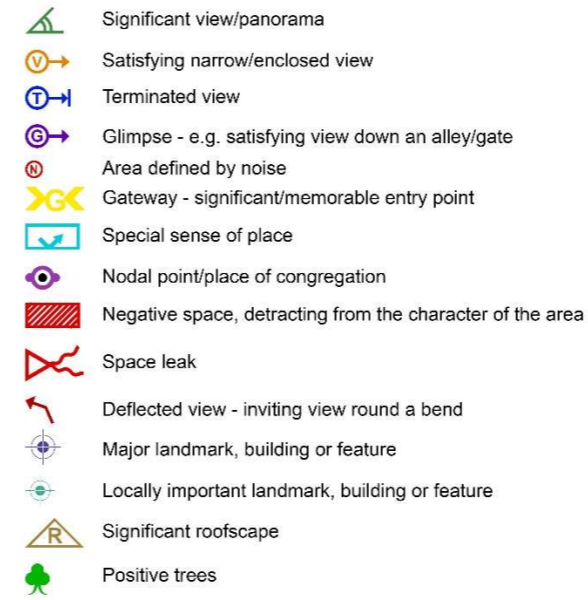 Significant view/panorama
V Satisfying narrow/enclosed view
T Terminated view
G Glimpse - e.g. satisfying view down an alley/gate
N Area defined by noise
G Gateway - significant/memorable entry point
Special sense of place
Nodal point/place of congregation
Negative space, detracting from the character of the area
Space leak
Deflected view - inviting view round a bend
Major landmark, building or feature
Locally important landmark, building or feature
R Significant roofscape
Positive trees